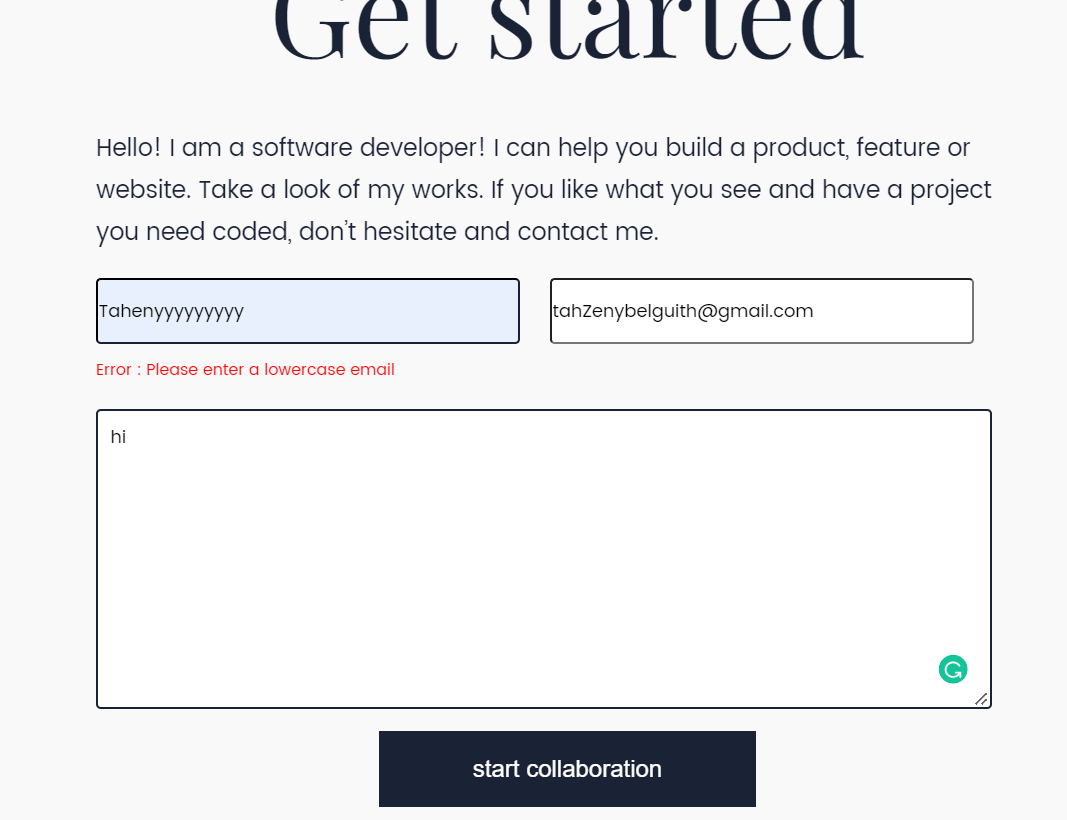 Get started
Hello! I am a software developer! I can help you build a product, feature or
website. Take a look of my works. If you like what you see and have a project
you need coded, don't hesitate and contact me.
Tahenyyyyyyyyy
tahZenybelguith@gmail.com
Error : Please enter a lowercase email
hi
start collaboration